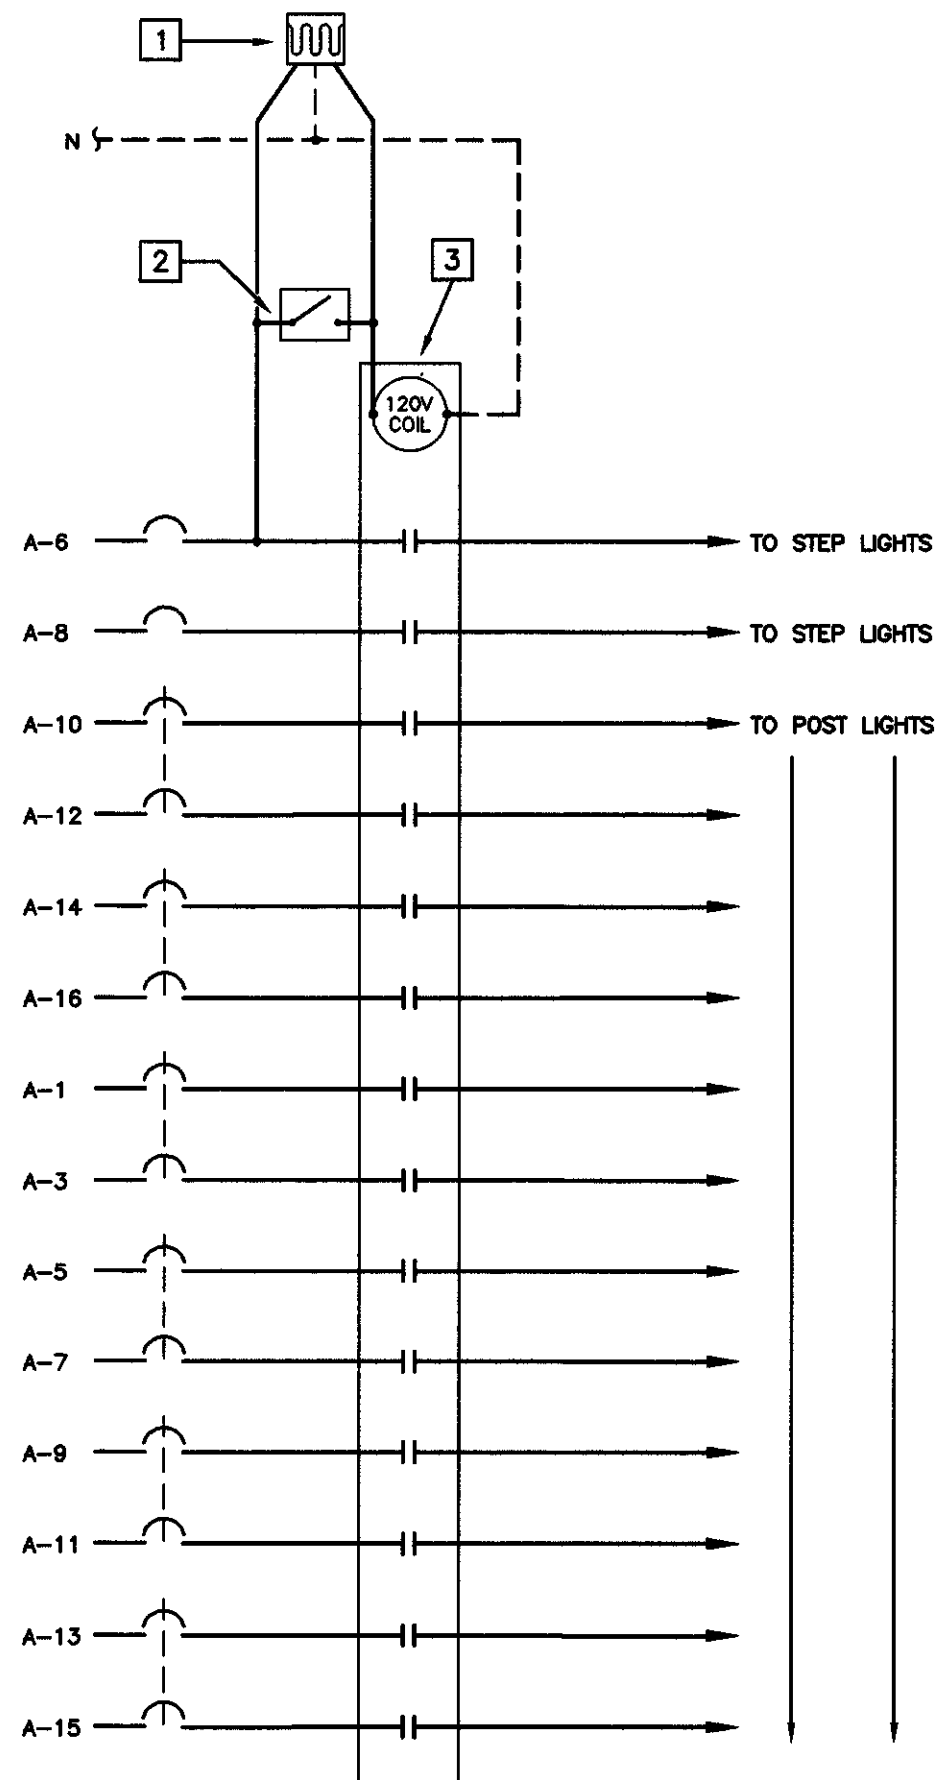 1
N
2
3
120V
COIL
A-6 TO STEP LIGHTS
A-8 TO STEP LIGHTS
A-10 TO POST LIGHTS
A-12
A-14
A-16
A-1
A-3
A-5
A-7
A-9
A-11
A-13
A-15